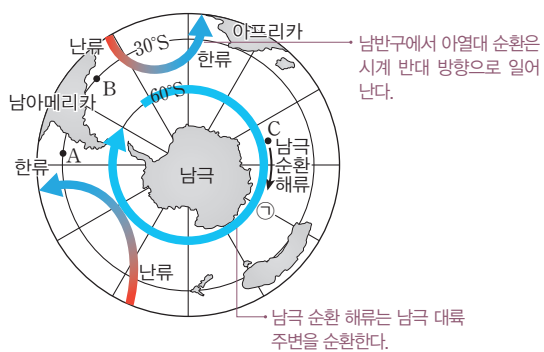 난류
30°S
아프리카
한류
B
60°S
남아메리카
A
한류
C
남극
순환
해류
남극
㉠
난류
남반구에서 아열대 순환은
시계 반대 방향으로 일어
난다.
남극 순환 해류는 남극 대륙
주변을 순환한다.